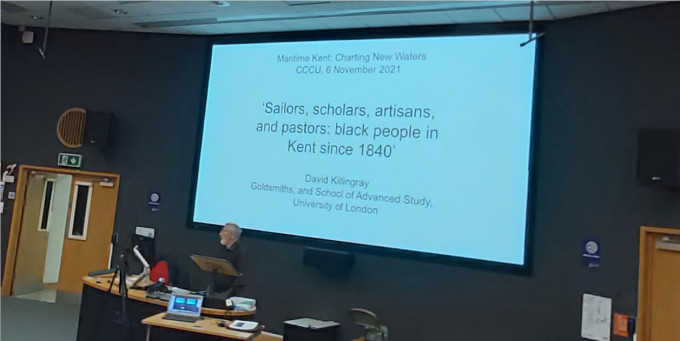 Maritime Kent: Charting New Waters
CCCU, 6 November 2021
‘Sailors, scholars, artisans,
and pastors: black people in
Kent since 1840’
David Killingray
Goldsmiths, and School of Advanced Study,
University of London